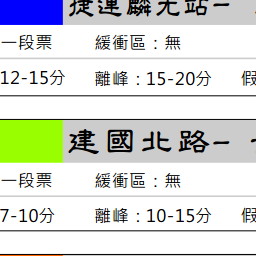 捷運麟光站-
一段票 緩衝區：無
12-15分 離峰：15-20分 假
建國北路-
一段票 緩衝區：無
7-10分 離峰：10-15分 假